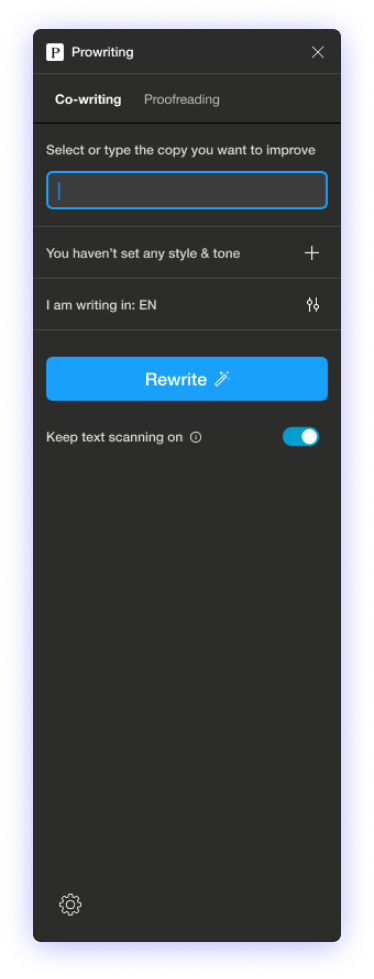 P Prowriting
Co-writing Proofreading
Select or type the copy you want to improve
You haven't set any style & tone
I am writing in: EN
Rewrite
Keep text scanning on